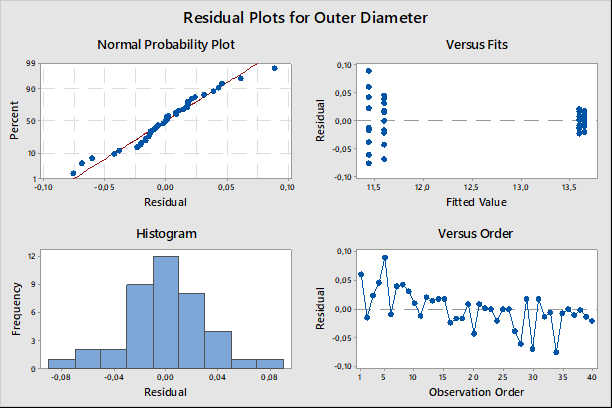 Residual Plots for Outer Diameter
Normal Probability Plot
99
90
50
10
1
Percent
-0,10 -0,05 0,00 0,05 0,10
Residual
Versus Fits
0,10
0,05
0,00
-0,05
-0,10
Residual
11,5 12,0 12,5 13,0 13,5
Fitted Value
Histogram
12
9
6
3
0
Frequency
-0,08 -0,04 0,00 0,04 0,08
Residual
Versus Order
0,10
0,05
0,00
-0,05
-0,10
Residual
1 5 10 15 20 25 30 35 40
Observation Order